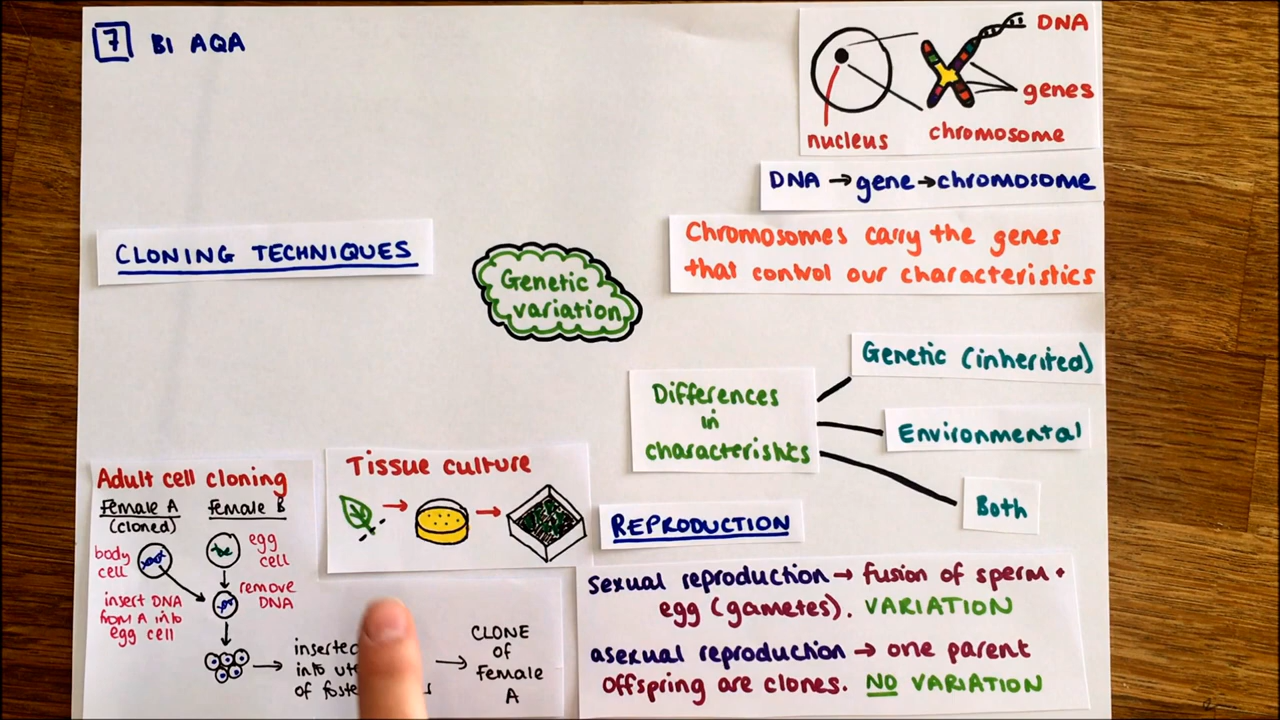 7 B1 AQA
DNA
genes
nucleus
chromosome
DNA → gene → chromosome
Chromosomes carry the genes
that control our characteristics
CLONING TECHNIQUES
Genetic
variation
Differences
in
characteristics
Genetic (inherited)
Environmental
Both
Adult cell cloning
Female A
(cloned)
Female B
body
cell
egg
cell
remove
DNA
insert DNA
from A into
egg cell
into
of
CLONE
OF
Female
A
Tissue culture
REPRODUCTION
Sexual reproduction → fusion of sperm +
egg (gametes). VARIATION
asexual reproduction → one parent
Offspring are clones. NO VARIATION